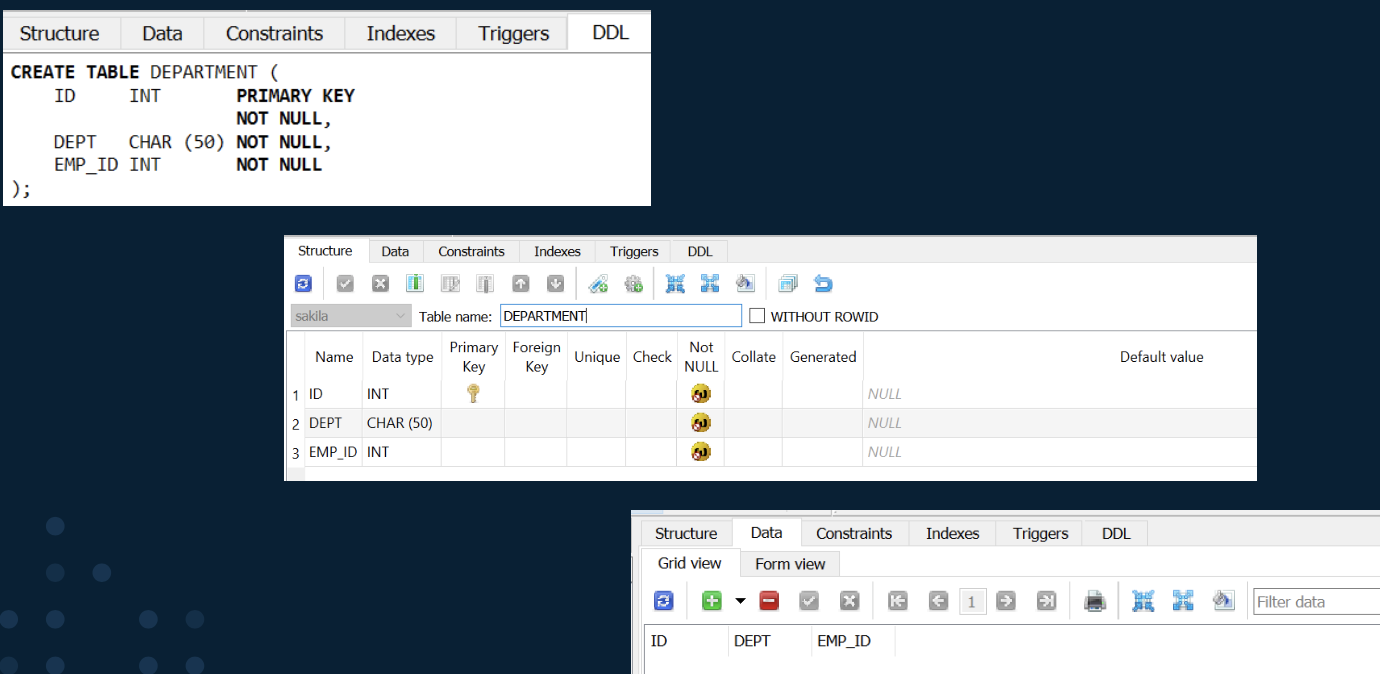 Structure Data Constraints Indexes Triggers DDL
CREATE TABLE DEPARTMENT (
ID INT PRIMARY KEY
NOT NULL,
DEPT CHAR (50) NOT NULL,
EMP_ID INT NOT NULL
);
Structure Data Constraints Indexes Triggers DDL
sakila Table name: DEPARTMENT WITHOUT ROWID
Name Data type Primary Key Foreign Key Unique Check Not NULL Collate Generated Default value
1 ID INT NULL
2 DEPT CHAR (50) NULL
3 EMP_ID INT NULL
Structure Data Constraints Indexes Triggers DDL
Grid view Form view
1 Filter data
ID DEPT EMP_ID